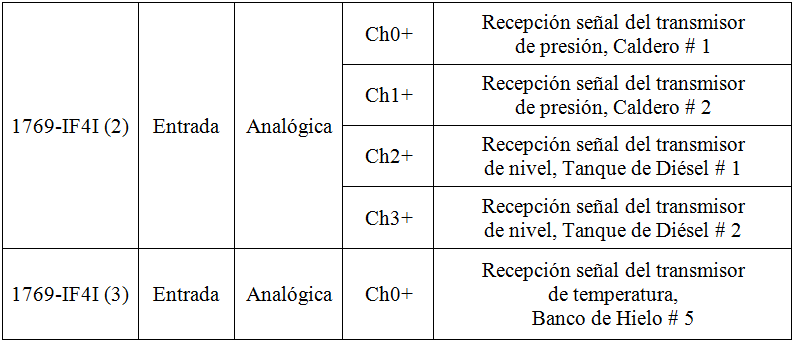 1769-IF4I (2)
Entrada
Analógica
Ch0+
Recepción señal del transmisor
de presión, Caldero # 1
Ch1+
Recepción señal del transmisor
de presión, Caldero # 2
Ch2+
Recepción señal del transmisor
de nivel, Tanque de Diésel # 1
Ch3+
Recepción señal del transmisor
de nivel, Tanque de Diésel # 2
1769-IF4I (3)
Entrada
Analógica
Ch0+
Recepción señal del transmisor
de temperatura,
Banco de Hielo # 5